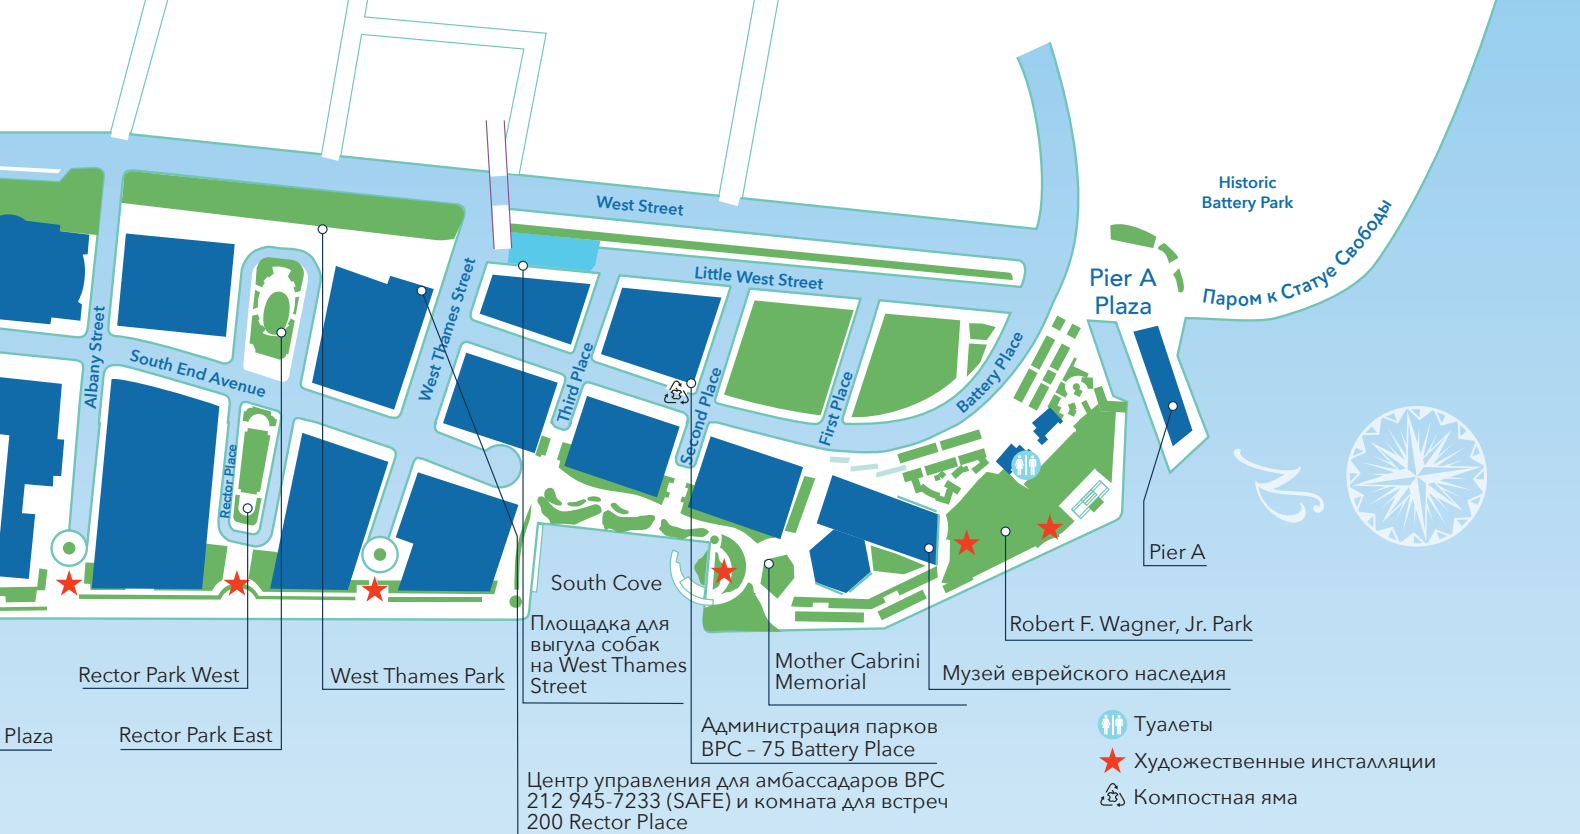 West Street
Historic
Battery Park
Паром к Статуе Свободы
Little West Street
Pier A
Plaza
Albany Street
South End Avenue
West Thames Street
Third Place
Second Place
First Place
Battery Place
Rector Place
South Cove
Площадка для
выгула собак
на West Thames
Street
Pier A
Robert F. Wagner, Jr. Park
Mother Cabrini
Memorial
Музей еврейского наследия
Rector Park West
West Thames Park
Plaza
Rector Park East
Администрация парков
BPC – 75 Battery Place
Центр управления для амбассадаров BPC
212 945-7233 (SAFE) и комната для встреч
200 Rector Place
Туалеты
Художественные инсталляции
Компостная яма